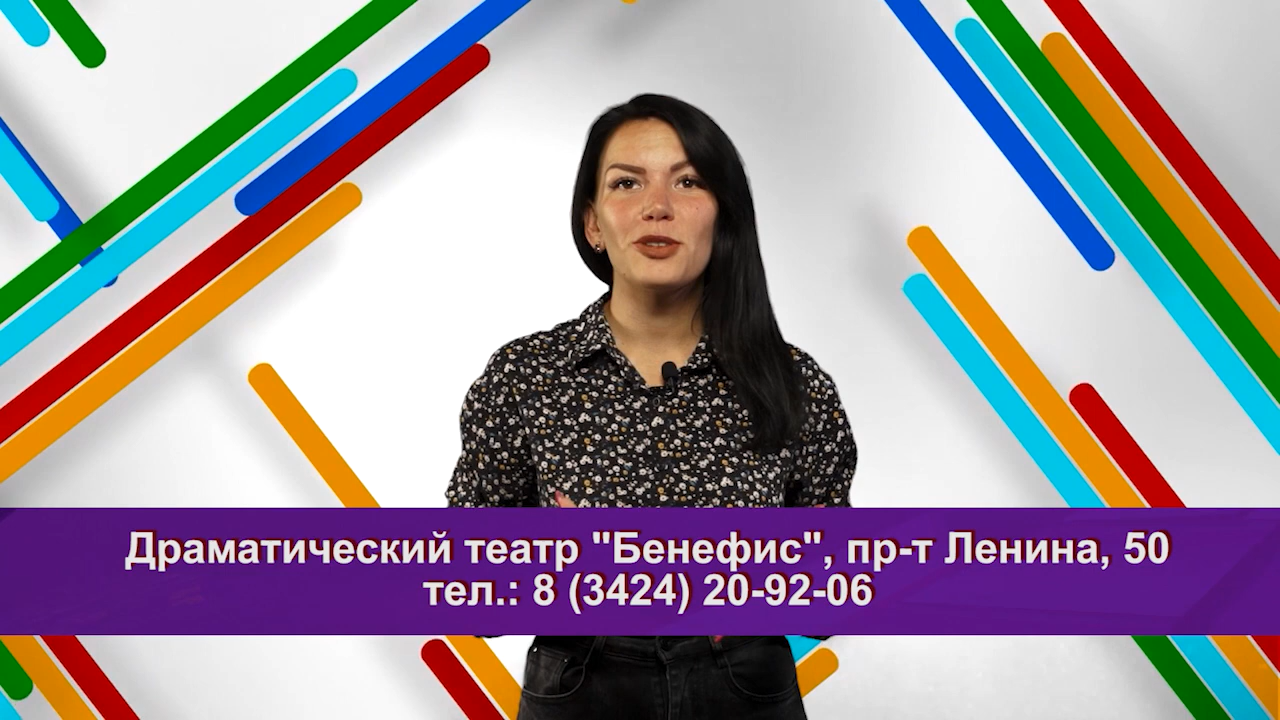 Драматический театр "Бенефис", пр-т Ленина, 50
тел.: 8 (3424) 20-92-06